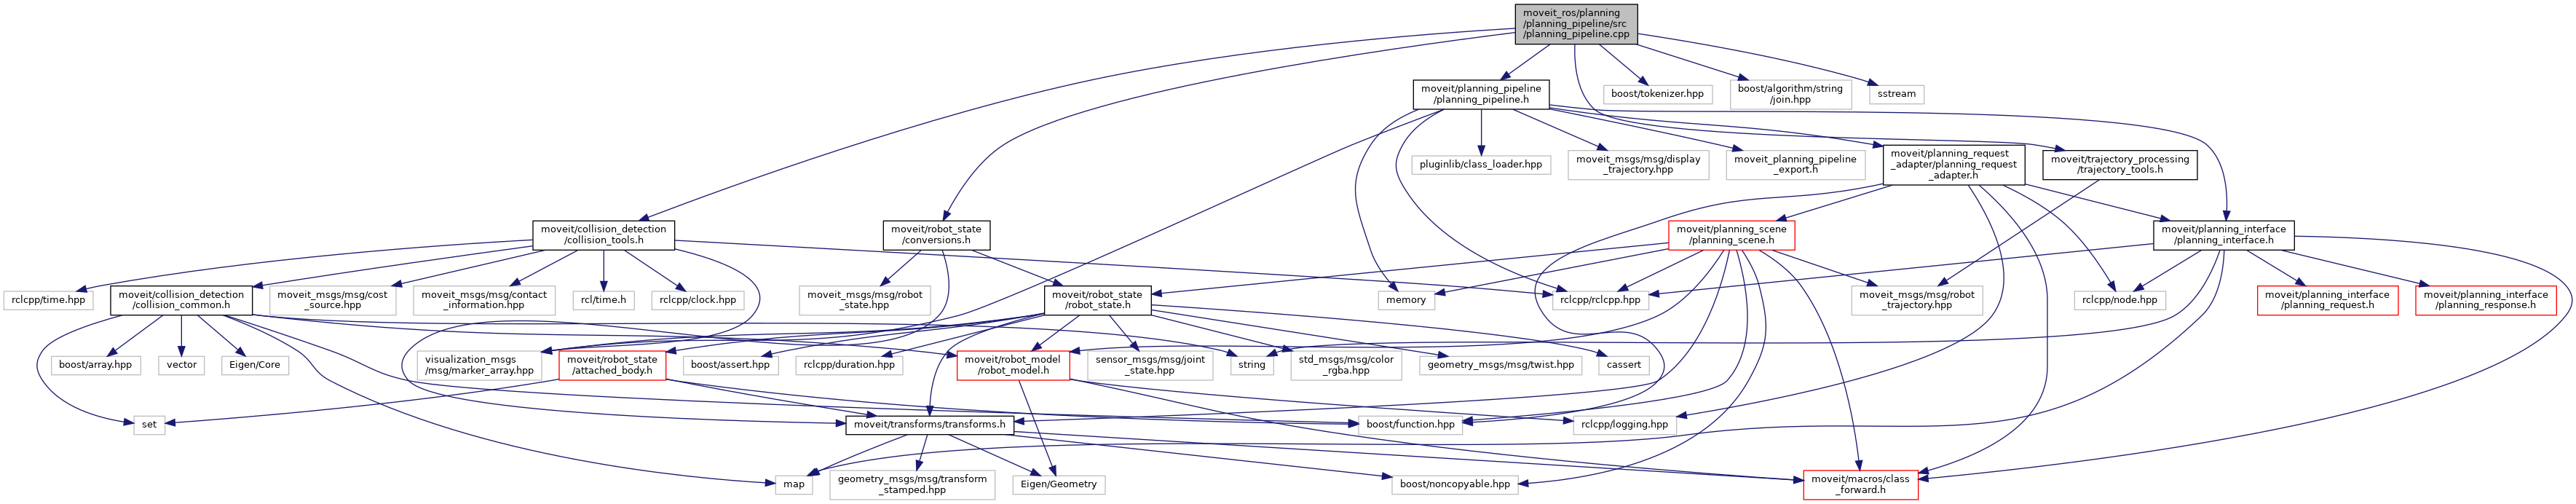 moveit_ros/planning
/planning_pipeline/src
/planning_pipeline.cpp
moveit/planning_pipeline
/planning_pipeline.h
boost/tokenizer.hpp
boost/algorithm/string
/join.hpp
sstream
pluginlib/class_loader.hpp
moveit_msgs/msg/display
_trajectory.hpp
moveit_planning_pipeline
_export.h
moveit/planning_request
_adapter/planning_request
_adapter.h
moveit/trajectory_processing
/trajectory_tools.h
moveit/collision_detection
/collision_tools.h
moveit/robot_state
/conversions.h
moveit/planning_scene
/planning_scene.h
moveit/planning_interface
/planning_interface.h
rclcpp/time.hpp
moveit/collision_detection
/collision_common.h
moveit_msgs/msg/cost
_source.hpp
moveit_msgs/msg/contact
_information.hpp
rcl/time.h
rclcpp/clock.hpp
moveit_msgs/msg/robot
_state.hpp
moveit/robot_state
/robot_state.h
memory
rclcpp/rclcpp.hpp
moveit_msgs/msg/robot
_trajectory.hpp
rclcpp/node.hpp
moveit/planning_interface
/planning_request.h
moveit/planning_interface
/planning_response.h
boost/array.hpp
vector
Eigen/Core
visualization_msgs
/msg/marker_array.hpp
moveit/robot_state
/attached_body.h
boost/assert.hpp
rclcpp/duration.hpp
moveit/robot_model
/robot_model.h
sensor_msgs/msg/joint
_state.hpp
string
std_msgs/msg/color
_rgba.hpp
geometry_msgs/msg/twist.hpp
cassert
set
moveit/transforms/transforms.h
boost/function.hpp
rclcpp/logging.hpp
map
geometry_msgs/msg/transform
_stamped.hpp
Eigen/Geometry
boost/noncopyable.hpp
moveit/macros/class
_forward.h